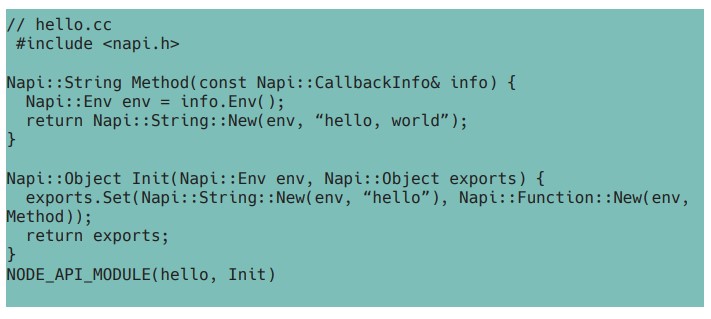 // hello.cc
 #include <napi.h>

Napi::String Method(const Napi::CallbackInfo& info) {
  Napi::Env env = info.Env();
  return Napi::String::New(env, “hello, world”);
}

Napi::Object Init(Napi::Env env, Napi::Object exports) {
  exports.Set(Napi::String::New(env, “hello”), Napi::Function::New(env,
Method));
  return exports;
}
NODE_API_MODULE(hello, Init)